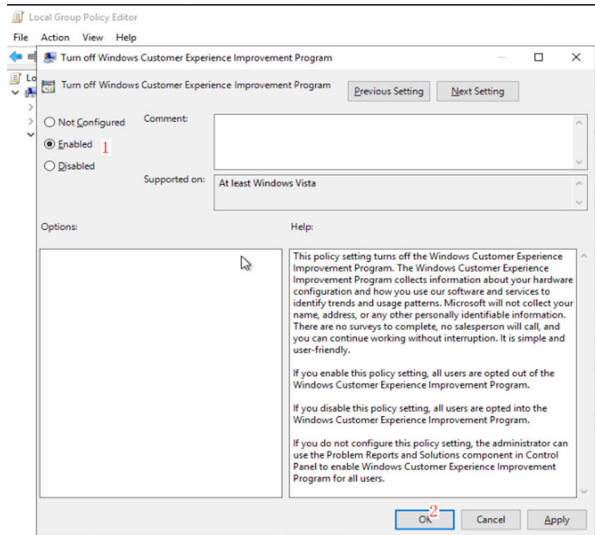 Local Group Policy Editor
File Action View Help
Turn off Windows Customer Experience Improvement Program
Lo
Turn off Windows Customer Experience Improvement Program
Previous Setting
Next Setting
Not Configured
Comment:
Enabled
1
Disabled
Supported on:
At least Windows Vista
Options:
Help:
This policy setting turns off the Windows Customer Experience
Improvement Program. The Windows Customer Experience
Improvement Program collects information about your hardware
configuration and how you use our software and services to
identify trends and usage patterns. Microsoft will not collect your
name, address, or any other personally identifiable information.
There are no surveys to complete, no salesperson will call, and
you can continue working without interruption. It is simple and
user-friendly.
If you enable this policy setting, all users are opted out of the
Windows Customer Experience Improvement Program.
If you disable this policy setting, all users are opted into the
Windows Customer Experience Improvement Program.
If you do not configure this policy setting, the administrator can
use the Problem Reports and Solutions component in Control
Panel to enable Windows Customer Experience Improvement
Program for all users.
2
OK
Cancel
Apply